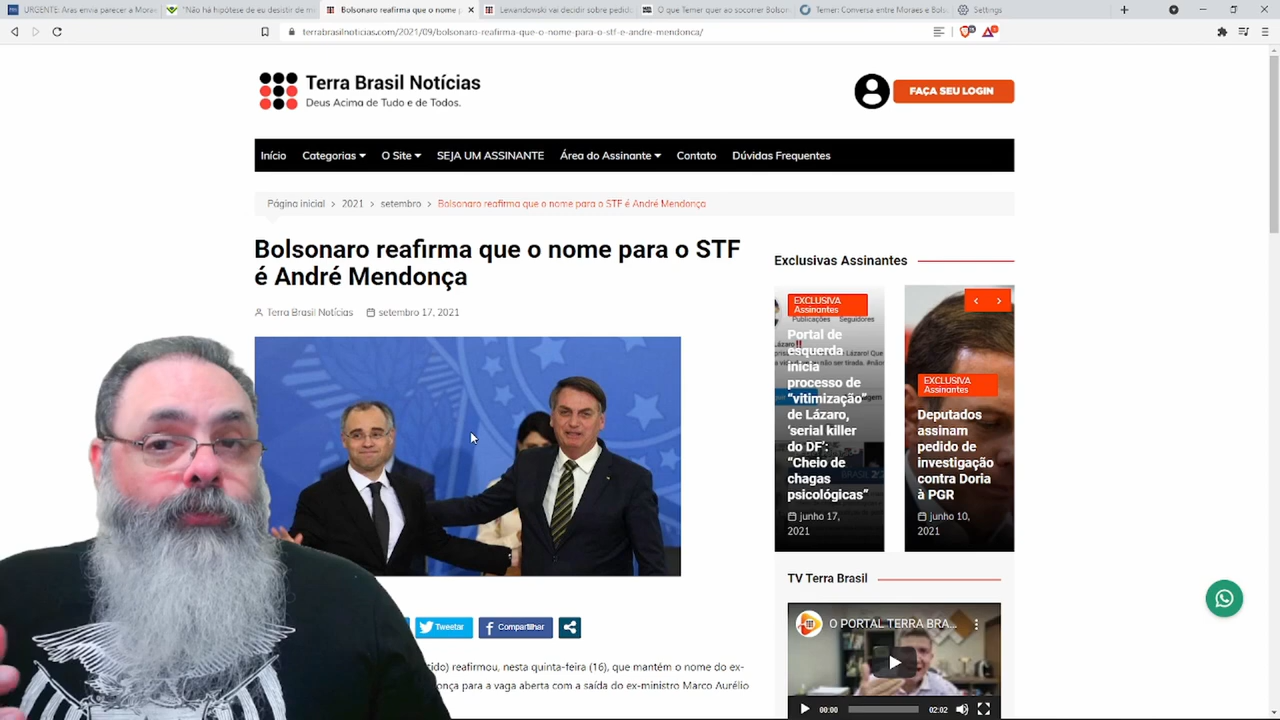 URGENTE: Aras envia parecer a Mora
"Não há hipótese de eu desistir de m
Bolsonaro reafirma que o nome p
Lewandowski vai decidir sobre pedido
O que Temer quer ao socorrer Bolson
Temer: Conversa entre Moraes e Bols
Settings
terrabrasilnoticias.com/2021/09/bolsonaro-reafirma-que-o-nome-para-o-stf-e-andre-mendonca/
Terra Brasil Notícias
Deus Acima de Tudo e de Todos.
FAÇA SEU LOGIN
Início Categorias O Site SEJA UM ASSINANTE Área do Assinante Contato Dúvidas Frequentes
Página inicial > 2021 > setembro > Bolsonaro reafirma que o nome para o STF é André Mendonça
Bolsonaro reafirma que o nome para o STF
é André Mendonça
Terra Brasil Notícias setembro 17, 2021
Tweetar
Compartilhar
cido) reafirmou, nesta quinta-feira (16), que mantém o nome do ex-
onça para a vaga aberta com a saída do ex-ministro Marco Aurélio
Exclusivas Assinantes
EXCLUSIVA
Assinantes
Publicações Seguidores
Portal de
esquerda
inicia
processo de
“vitimização”
de Lázaro,
‘serial killer
do DF’:
“Cheio de
chagas
psicológicas”
junho 17,
2021
EXCLUSIVA
Assinantes
Deputados
assinam
pedido de
investigação
contra Doria
à PGR
junho 10,
2021
TV Terra Brasil
O PORTAL TERRA BRA...
00:00
02:02